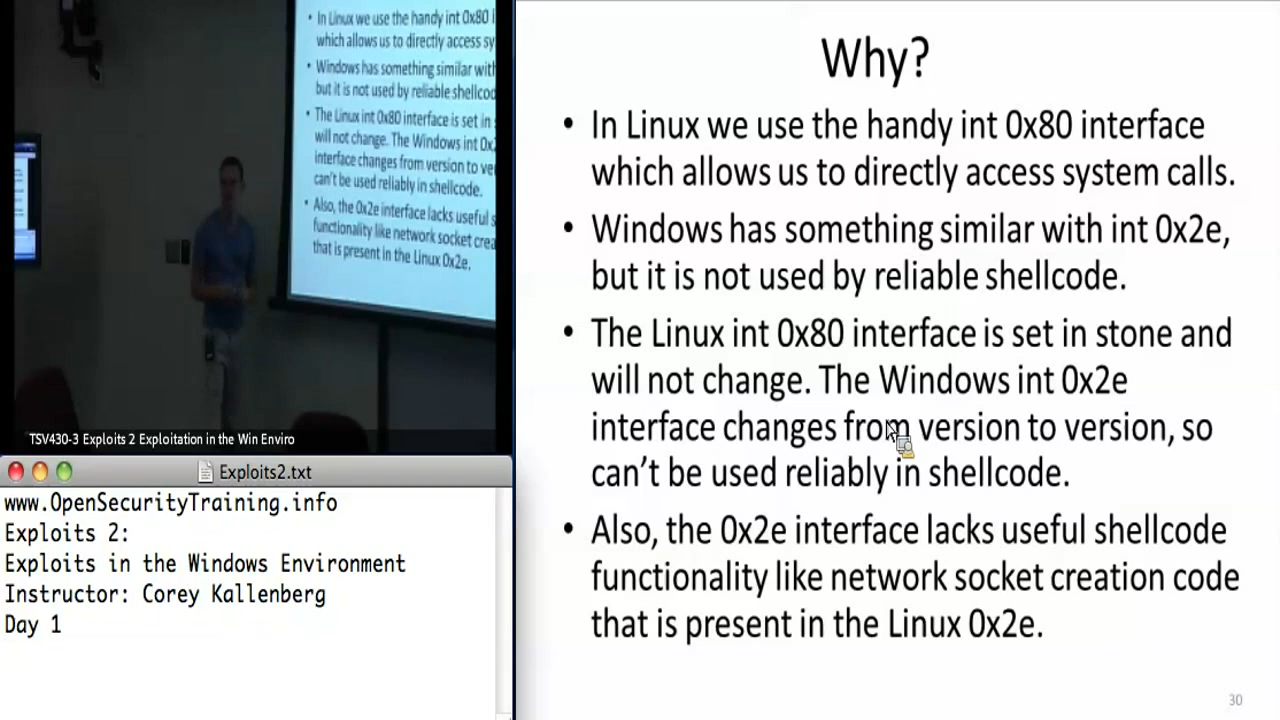 • In Linux we use the handy int 0x80 i
which allows us to directly access sy
• Windows has something similar with
but it is not used by reliable shellcod
• The Linux int 0x80 interface is set in
will not change. The Windows int 0x
interface changes from version to ve
can't be used reliably in shellcode.
• Also, the 0x2e interface lacks useful s
functionality like network socket crea
that is present in the Linux 0x2e.
TSV430-3 Exploits 2 Exploitation in the Win Enviro
Exploits2.txt
www.OpenSecurityTraining.info
Exploits 2:
Exploits in the Windows Environment
Instructor: Corey Kallenberg
Day 1
Why?
• In Linux we use the handy int 0x80 interface
which allows us to directly access system calls.
• Windows has something similar with int 0x2e,
but it is not used by reliable shellcode.
• The Linux int 0x80 interface is set in stone and
will not change. The Windows int 0x2e
interface changes from version to version, so
can't be used reliably in shellcode.
• Also, the 0x2e interface lacks useful shellcode
functionality like network socket creation code
that is present in the Linux 0x2e.
30